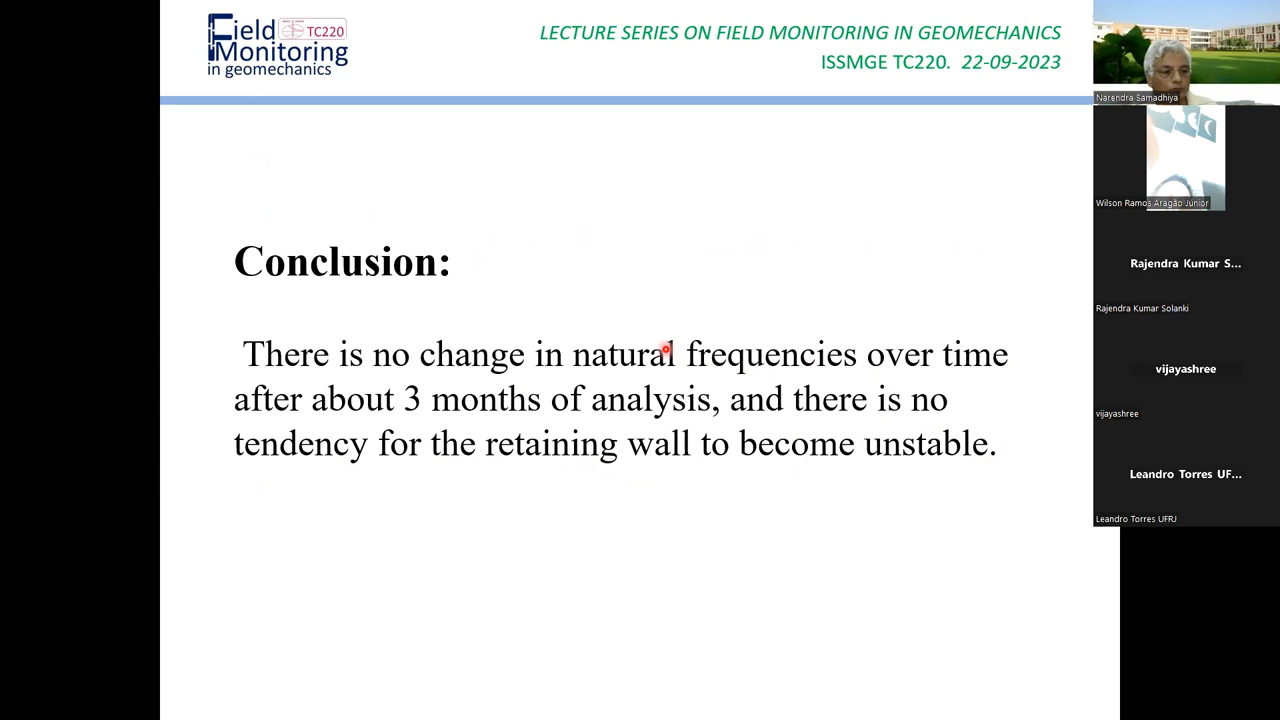 Field
TC220
Monitoring
in geomechanics
LECTURE SERIES ON FIELD MONITORING IN GEOMECHANICS
ISSMGE TC220. 22-09-2023
Conclusion:
There is no change in natural frequencies over time
after about 3 months of analysis, and there is no
tendency for the retaining wall to become unstable.
Narendra Samadhiya
Wilson Ramos Aragão Júnior
Rajendra Kumar S...
Rajendra Kumar Solanki
vijayashree
vijayashree
Leandro Torres UF...
Leandro Torres UFRJ